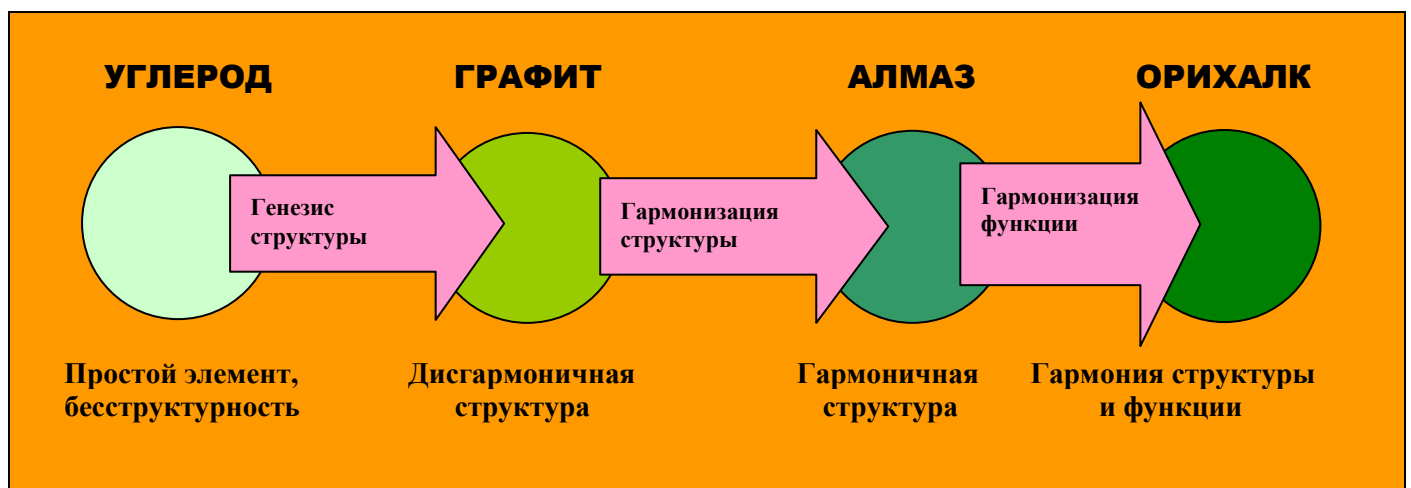 УГЛЕРОД
ГРАФИТ
АЛМАЗ
ОРИХАЛК
Генезис
структуры
Гармонизация
структуры
Гармонизация
функции
Простой элемент,
бесструктурность
Дисгармоничная
структура
Гармоничная
структура
Гармония структуры
и функции